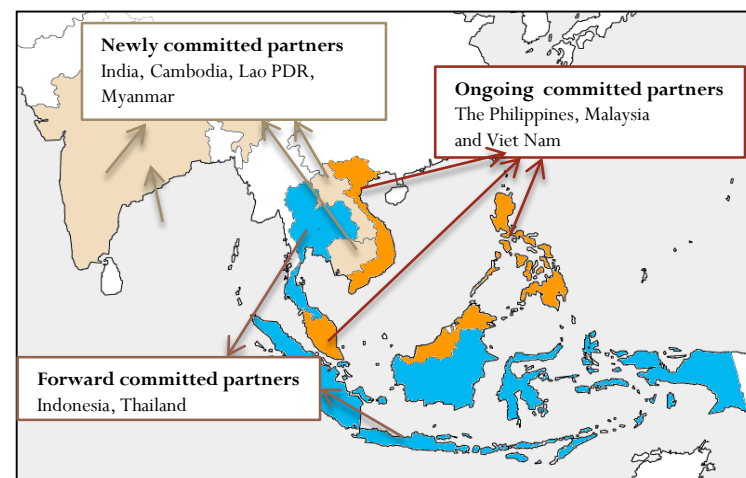 Newly committed partners
India, Cambodia, Lao PDR,
Myanmar
Ongoing committed partners
The Philippines, Malaysia
and Viet Nam
Forward committed partners
Indonesia, Thailand